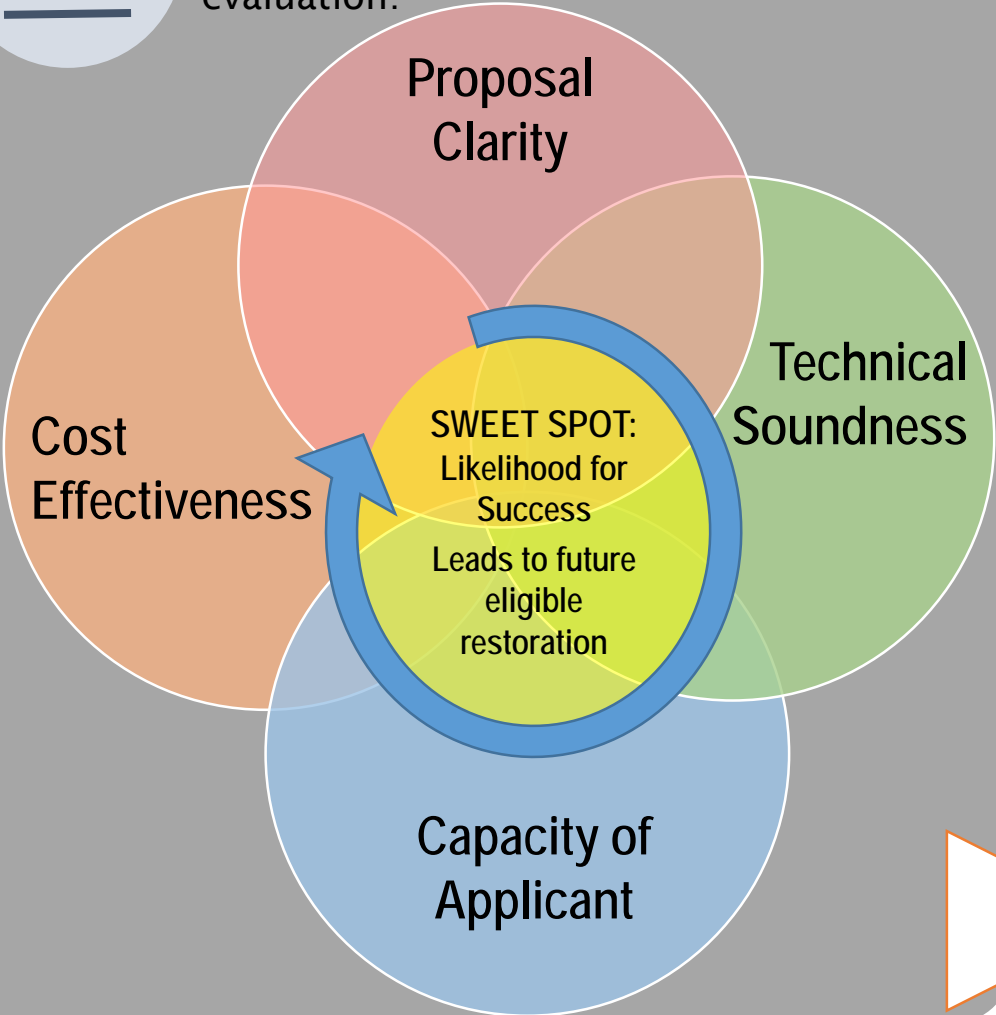 evaluation:
Proposal
Clarity
Technical
Soundness
Cost
Effectiveness
SWEET SPOT:
Likelihood for
Success
Leads to future
eligible
restoration
Capacity of
Applicant